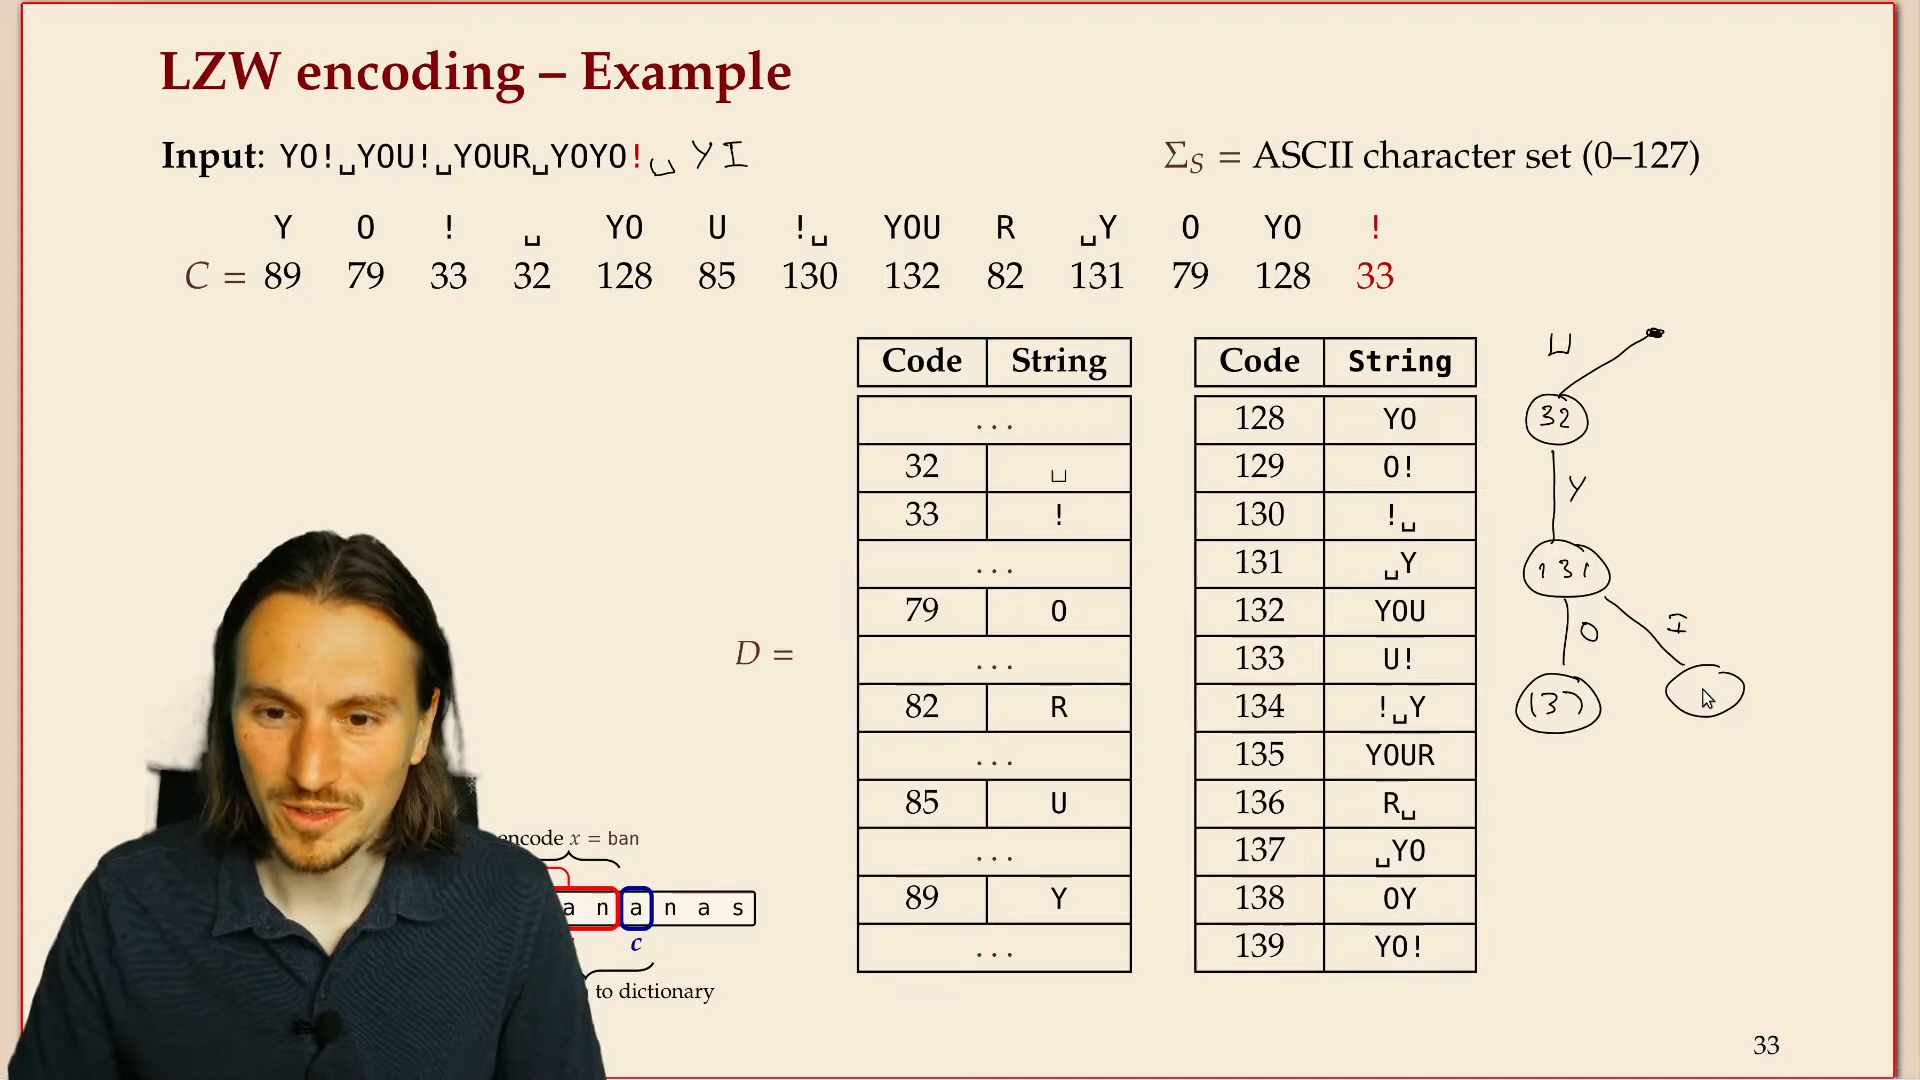 LZW encoding – Example
Input: YO!␣YOU!␣YOUR␣YOYO!␣ Y I
Σ_S = ASCII character set (0–127)
Y O ! ␣ YO U !␣ YOU R ␣Y O YO !
C = 89 79 33 32 128 85 130 132 82 131 79 128 33
D =
Code String
...
32 ␣
33 !
...
79 O
...
82 R
...
85 U
...
89 Y
...
Code String
128 YO
129 O!
130 !␣
131 ␣Y
132 YOU
133 U!
134 !␣Y
135 YOUR
136 R␣
137 ␣YO
138 OY
139 YO!
␣
32
Y
131
O I
137
encode x = ban
a n a n a s
c
to dictionary
33